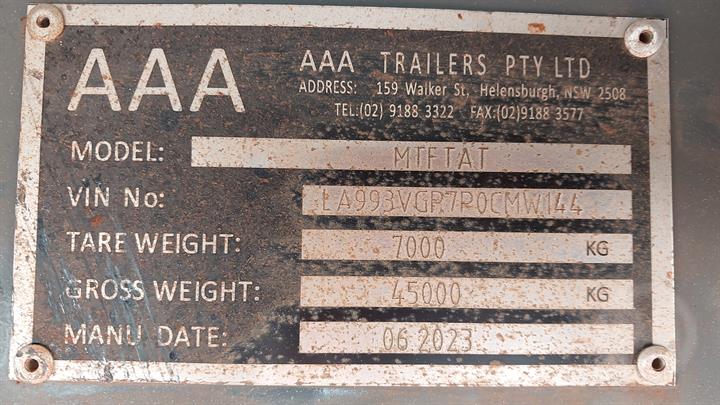 AAA
AAA TRAILERS PTY LTD
ADDRESS: 159 Walker St, Helensburgh, NSW 2508
TEL:(02) 9188 3322 FAX:(02)9188 3577
MODEL: MTFTAT
VIN No: LA993VGR7P0CMW144
TARE WEIGHT: 7000 KG
GROSS WEIGHT: 45000 KG
MANU DATE: 06 2023